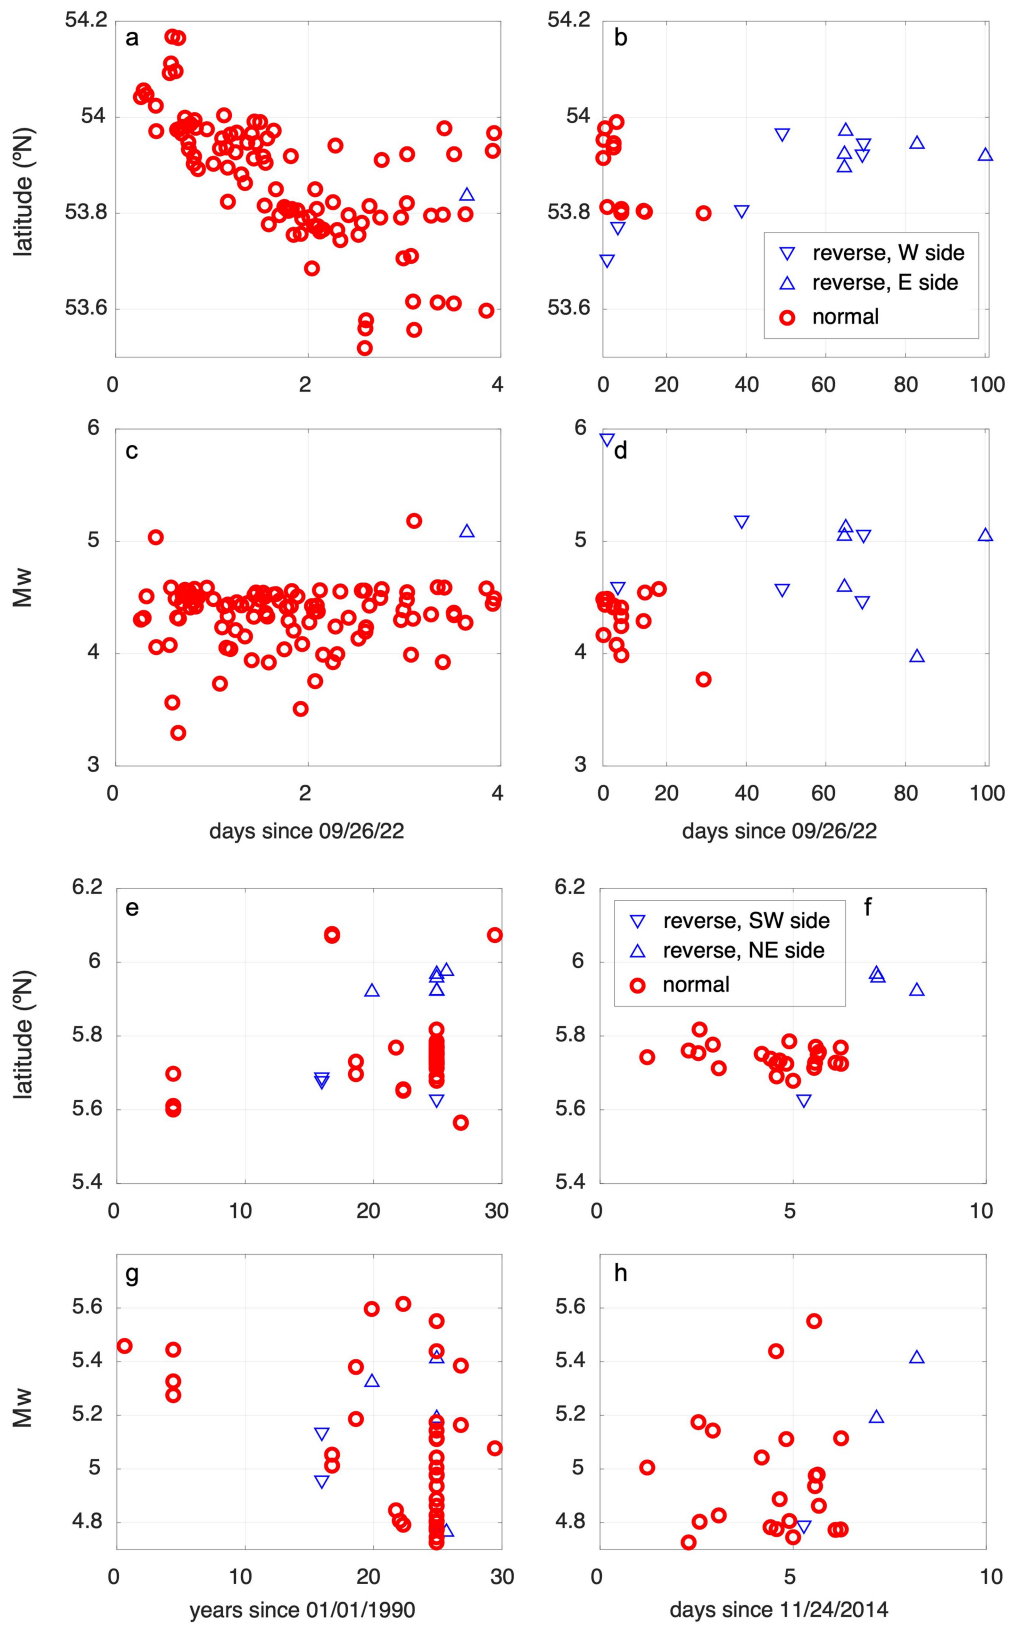 54.2
54
53.8
53.6
latitude (ºN)
a
0 2 4
54.2
54
53.8
53.6
b
reverse, W side
reverse, E side
normal
0 20 40 60 80 100
6
5
4
3
Mw
c
0 2 4
days since 09/26/22
6
5
4
3
d
0 20 40 60 80 100
days since 09/26/22
6.2
6
5.8
5.6
5.4
latitude (ºN)
e
0 10 20 30
6.2
6
5.8
5.6
5.4
f
reverse, SW side
reverse, NE side
normal
0 5 10
5.6
5.4
5.2
5
4.8
Mw
g
0 10 20 30
years since 01/01/1990
5.6
5.4
5.2
5
4.8
h
0 5 10
days since 11/24/2014